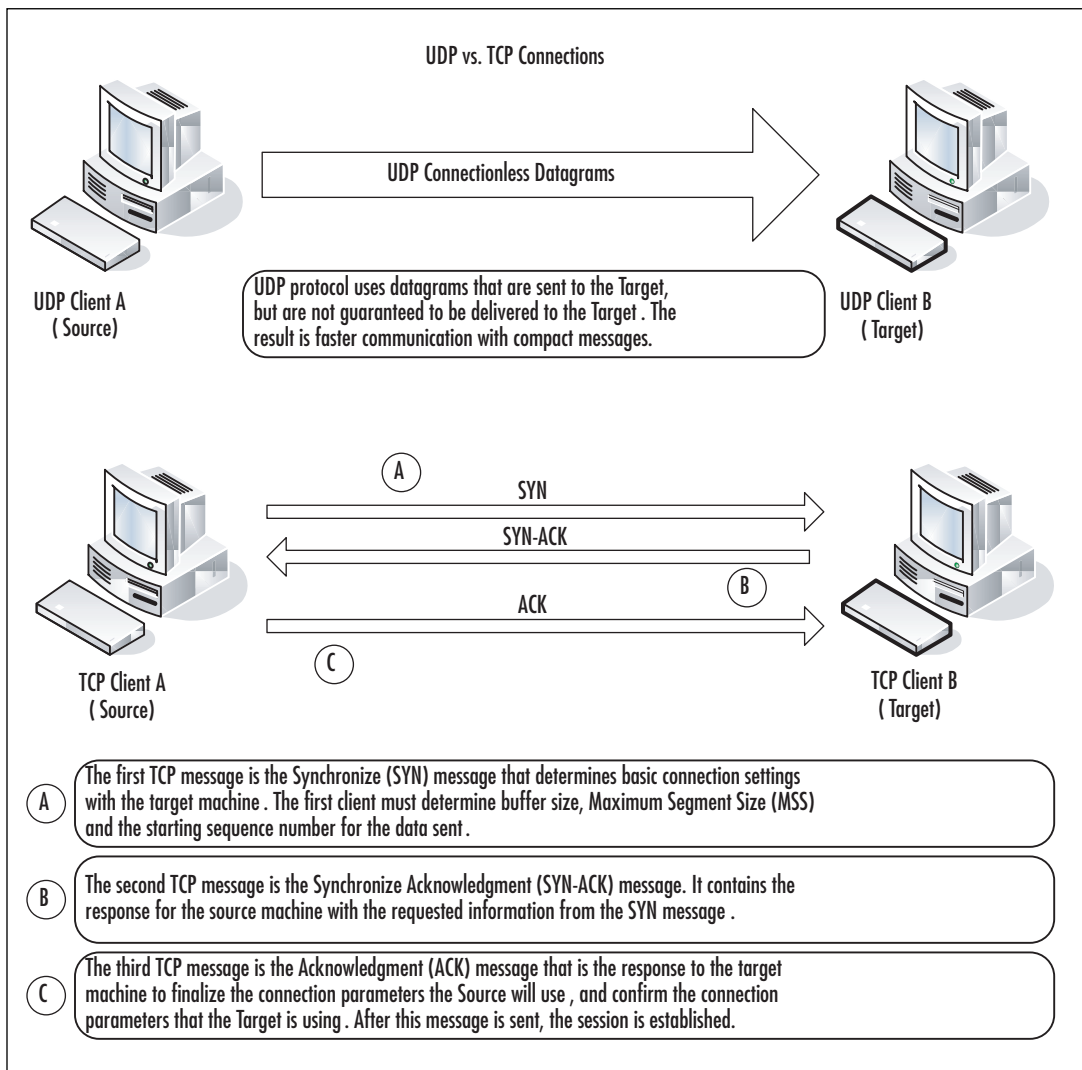 UDP vs. TCP Connections
UDP Connectionless Datagrams
UDP Client A
( Source)
UDP Client B
( Target)
UDP protocol uses datagrams that are sent to the Target,
but are not guaranteed to be delivered to the Target . The
result is faster communication with compact messages.
A
SYN
SYN-ACK
B
ACK
C
TCP Client A
( Source)
TCP Client B
( Target)
A
The first TCP message is the Synchronize (SYN) message that determines basic connection settings
with the target machine . The first client must determine buffer size, Maximum Segment Size (MSS)
and the starting sequence number for the data sent .
B
The second TCP message is the Synchronize Acknowledgment (SYN-ACK) message. It contains the
response for the source machine with the requested information from the SYN message .
C
The third TCP message is the Acknowledgment (ACK) message that is the response to the target
machine to finalize the connection parameters the Source will use , and confirm the connection
parameters that the Target is using . After this message is sent, the session is established.